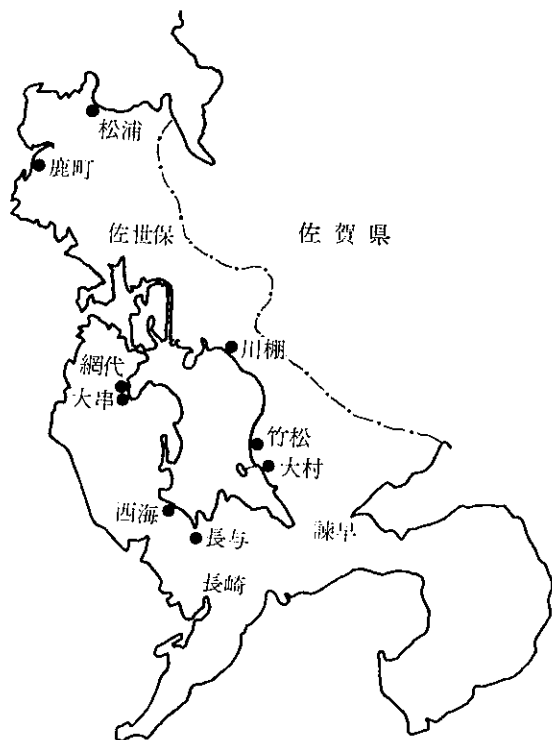 松浦
鹿町
佐世保
佐賀県
川棚
網代
大串
竹松
大村
西海
長与
諫早
長崎